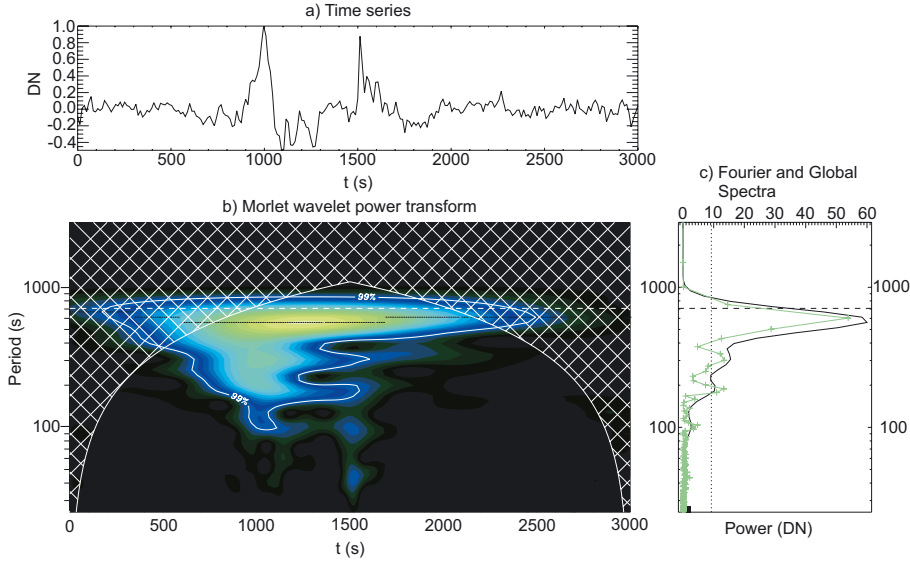 a) Time series
1.0
0.8
0.6
0.4
0.2
0.0
-0.2
-0.4
DN
0 500 1000 1500 2000 2500 3000
t (s)
c) Fourier and Global
Spectra
b) Morlet wavelet power transform
0 10 20 30 40 50 60
1000
99%
1000 1000
Period (s)
99%
100
100 100
0 500 1000 1500 2000 2500 3000
t (s)
Power (DN)